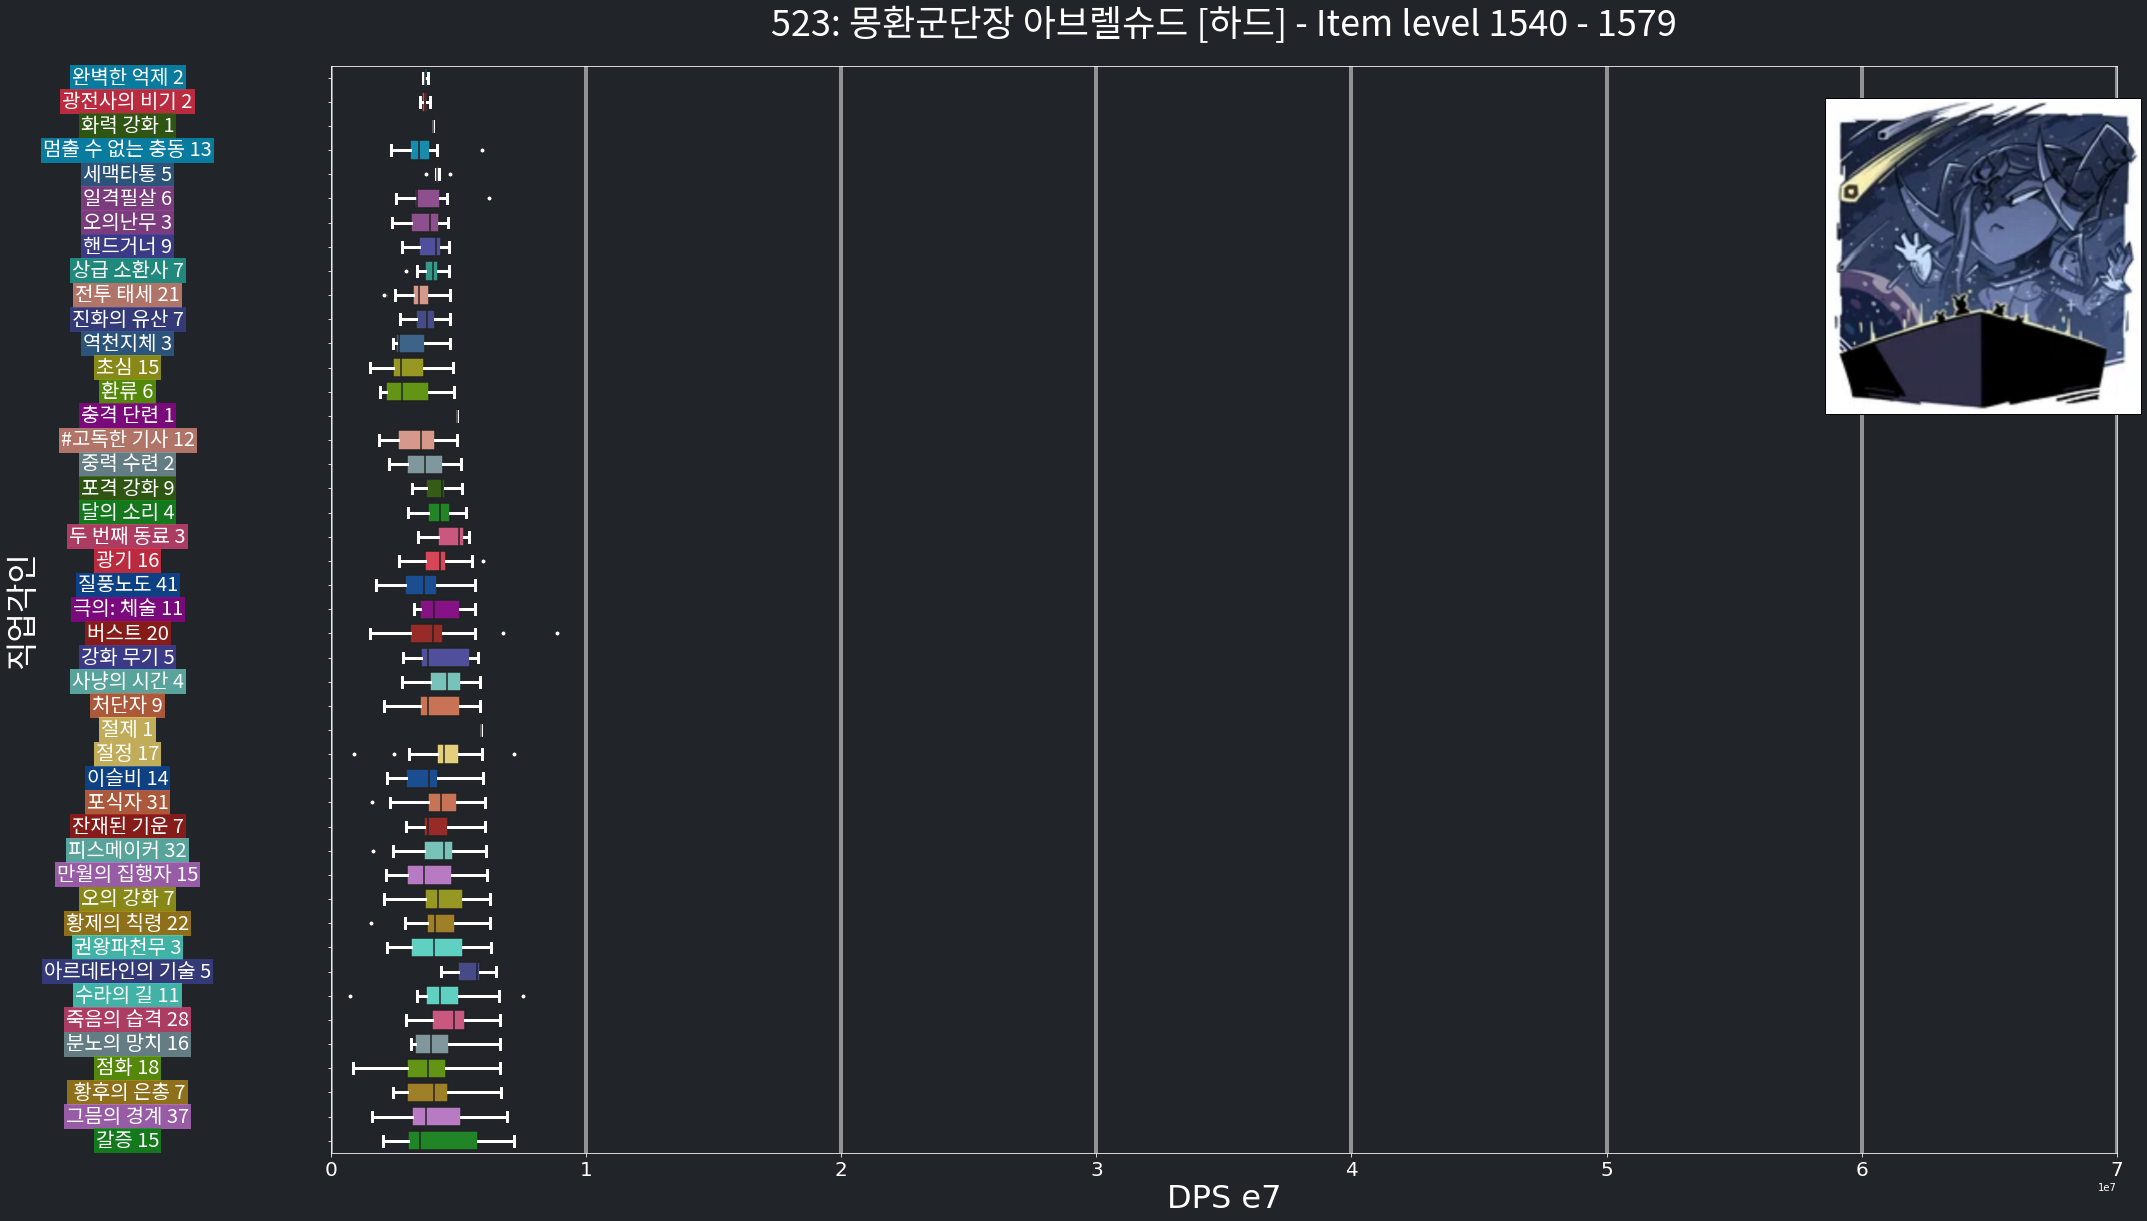 523: 몽환군단장 아브렐슈드 [하드] - Item level 1540 - 1579
완벽한 억제 2
광전사의 비기 2
화력 강화 1
멈출 수 없는 충동 13
세맥타통 5
일격필살 6
오의난무 3
핸드거너 9
상급 소환사 7
전투 태세 21
진화의 유산 7
역천지체 3
초심 15
환류 6
충격 단련 1
#고독한 기사 12
중력 수련 2
포격 강화 9
달의 소리 4
두 번째 동료 3
광기 16
질풍노도 41
극의: 체술 11
버스트 20
강화 무기 5
사냥의 시간 4
처단자 9
절제 1
절정 17
이슬비 14
포식자 31
잔재된 기운 7
피스메이커 32
만월의 집행자 15
오의 강화 7
황제의 칙령 22
권왕파천무 3
아르데타인의 기술 5
수라의 길 11
죽음의 습격 28
분노의 망치 16
점화 18
황후의 은총 7
그믐의 경계 37
갈증 15
직업각인
0 1 2 3 4 5 6 7
1e7
DPS e7